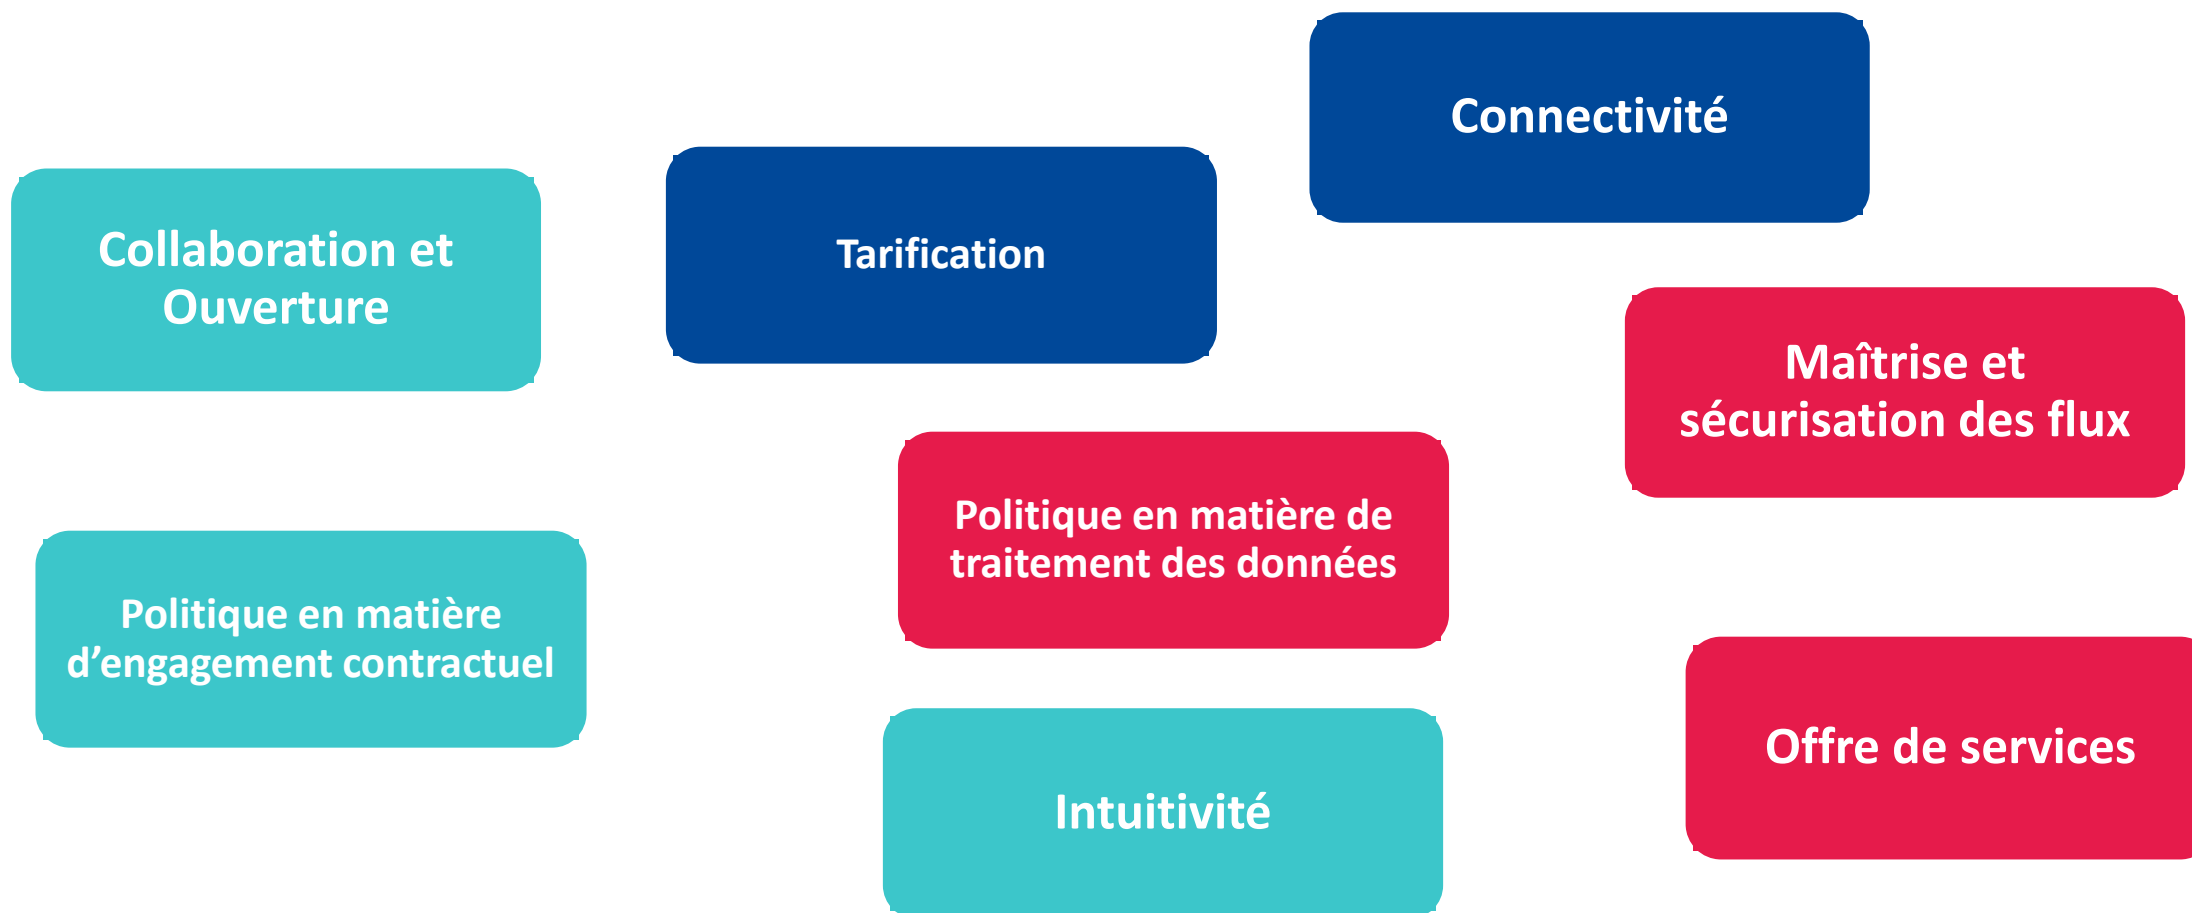 Connectivité
Collaboration et
Ouverture
Tarification
Maîtrise et
sécurisation des flux
Politique en matière de
traitement des données
Politique en matière
d’engagement contractuel
Offre de services
Intuitivité